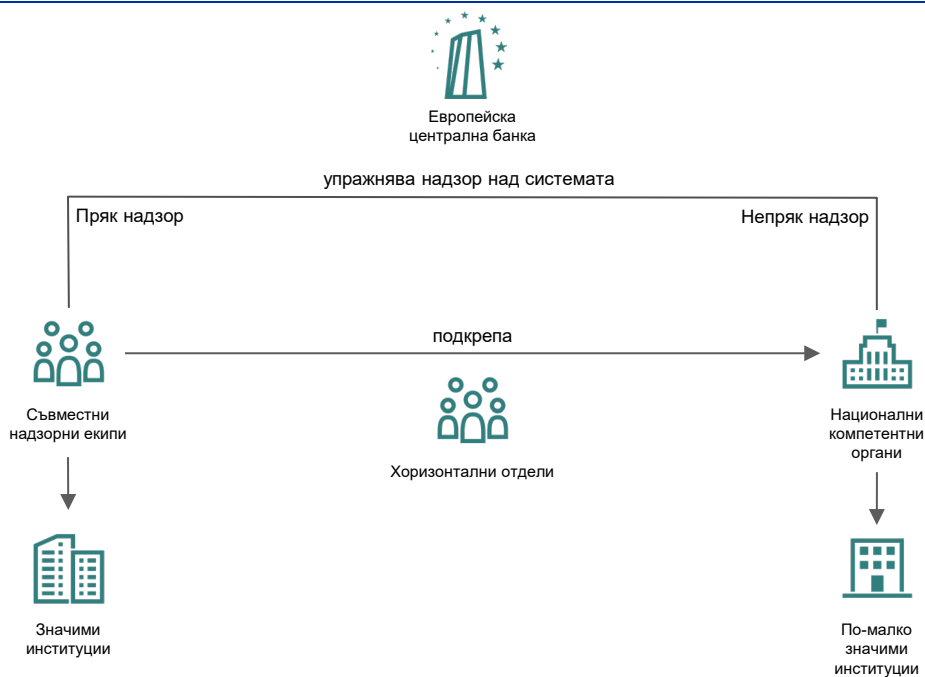 Европейска
централна банка
упражнява надзор над системата
Пряк надзор
Непряк надзор
подкрепа
Съвместни
надзорни екипи
Хоризонтални отдели
Национални
компетентни
органи
Значими
институции
По-малко
значими
институции